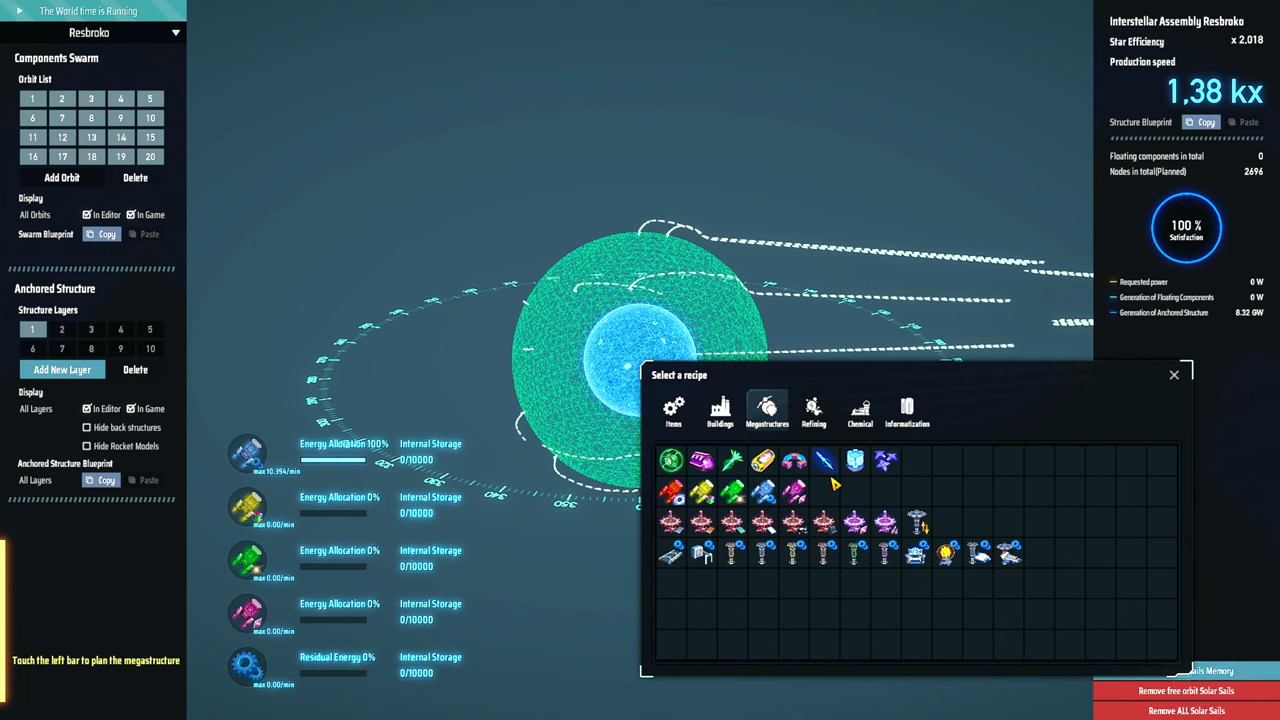 The World time is Running
Resbroko
Components Swarm
Orbit List
1 2 3 4 5
6 7 8 9 10
11 12 13 14 15
16 17 18 19 20
Add Orbit Delete
Display
All Orbits In Editor In Game
Swarm Blueprint Copy Paste
Anchored Structure
Structure Layers
1 2 3 4 5
6 7 8 9 10
Add New Layer Delete
Display
All Layers In Editor In Game
Hide back structures
Hide Rocket Models
Anchored Structure Blueprint
All Layers Copy Paste
Touch the left bar to plan the megastructure
Energy Allocation 100% Internal Storage
0/10000
max 10.394/min
Energy Allocation 0% Internal Storage
0/10000
max 0.00/min
Energy Allocation 0% Internal Storage
0/10000
max 0.00/min
Energy Allocation 0% Internal Storage
0/10000
max 0.00/min
Residual Energy 0% Internal Storage
0/10000
max 0.00/min
340
350
Select a recipe
Items Buildings Megastructures Refining Chemical Informatization
Interstellar Assembly Resbroko
Star Efficiency x 2,018
Production speed
1,38 kx
Structure Blueprint Copy Paste
Floating components in total 0
Nodes in total(Planned) 2696
100 %
Satisfaction
Requested power 0 W
Generation of Floating Components 0 W
Generation of Anchored Structure 8.32 GW
ails Memory
Remove free orbit Solar Sails
Remove ALL Solar Sails